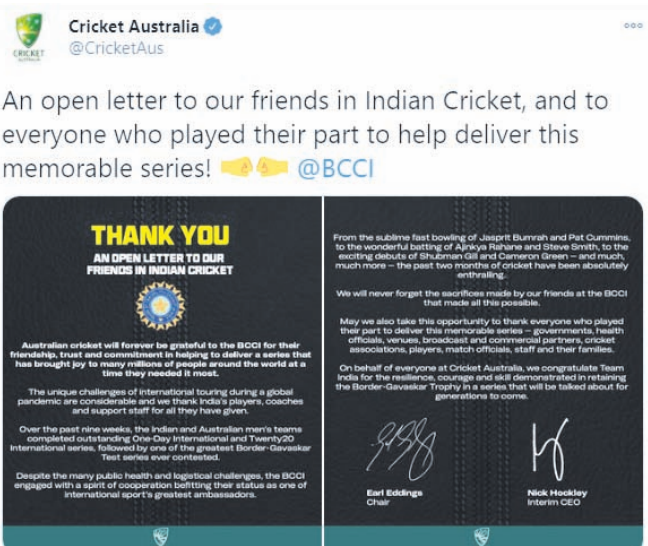 Cricket Australia
@CricketAus
CRICKET
AUSTRALIA
An open letter to our friends in Indian Cricket, and to
everyone who played their part to help deliver this
memorable series! 🤜🤛 @BCCI
THANK YOU
AN OPEN LETTER TO OUR
FRIENDS IN INDIAN CRICKET
Australian cricket will forever be grateful to the BCCI for their
friendship, trust and commitment in helping to deliver a series that
has brought joy to many millions of people around the world at a
time they needed it most.
The unique challenges of international touring during a global
pandemic are considerable and we thank India's players, coaches
and support staff for all they have given.
Over the past nine weeks, the Indian and Australian men's teams
completed outstanding One-Day International and Twenty20
International series, followed by one of the greatest Border-Gavaskar
Test series ever contested.
Despite the many public health and logistical challenges, the BCCI
engaged with a spirit of cooperation befitting their status as one of
international sport's greatest ambassadors.
From the sublime fast bowling of Jasprit Bumrah and Pat Cummins,
to the wonderful batting of Ajinkya Rahane and Steve Smith, to the
exciting debuts of Shubman Gill and Cameron Green – and much,
much more – the past two months of cricket have been absolutely
enthralling.
We will never forget the sacrifices made by our friends at the BCCI
that made all this possible.
May we also take this opportunity to thank everyone who played
their part to deliver this memorable series – governments, health
officials, venues, broadcast and commercial partners, cricket
associations, players, match officials, staff and their families.
On behalf of everyone at Cricket Australia, we congratulate Team
India for the resilience, courage and skill demonstrated in retaining
the Border-Gavaskar Trophy in a series that will be talked about for
generations to come.
Earl Eddings
Chair
Nick Hockley
Interim CEO